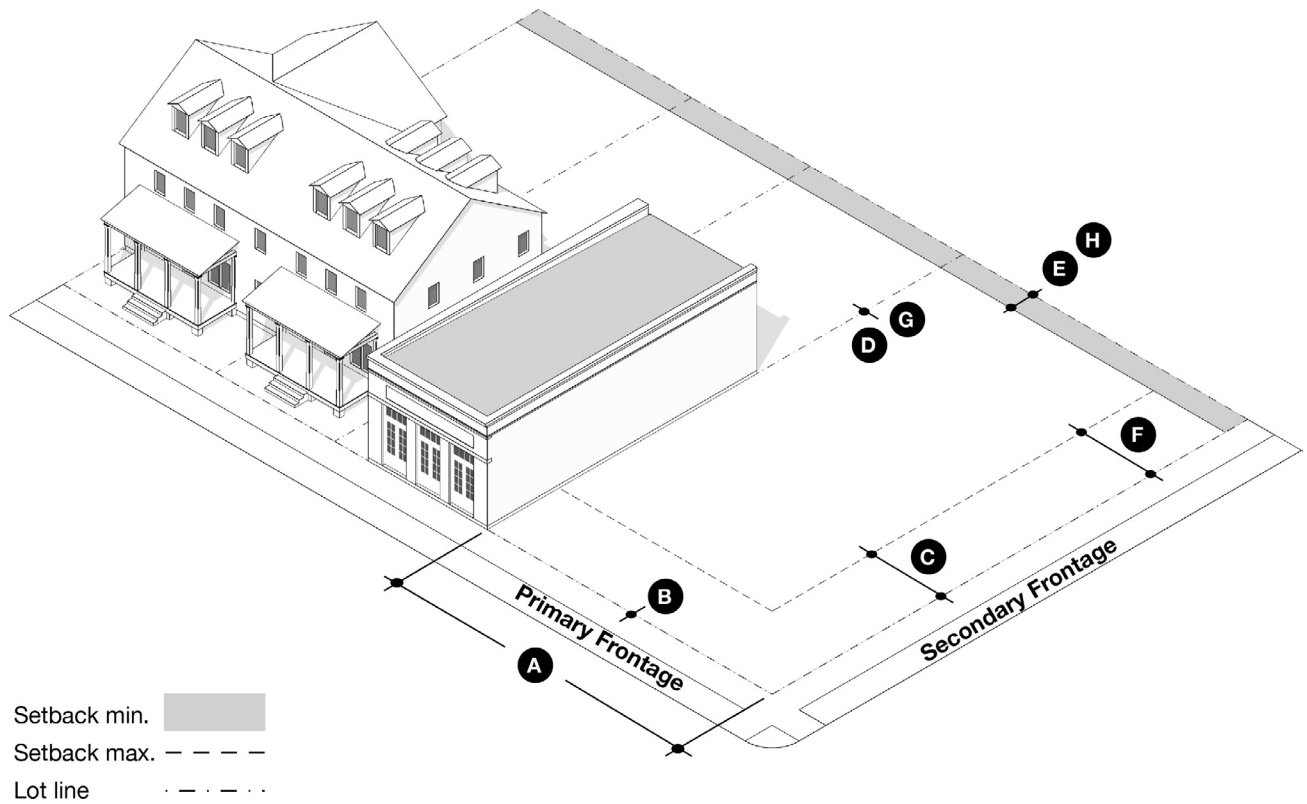 H
E
G
D
F
C
B
Primary Frontage
Secondary Frontage
A
Setback min.
Setback max.
Lot line